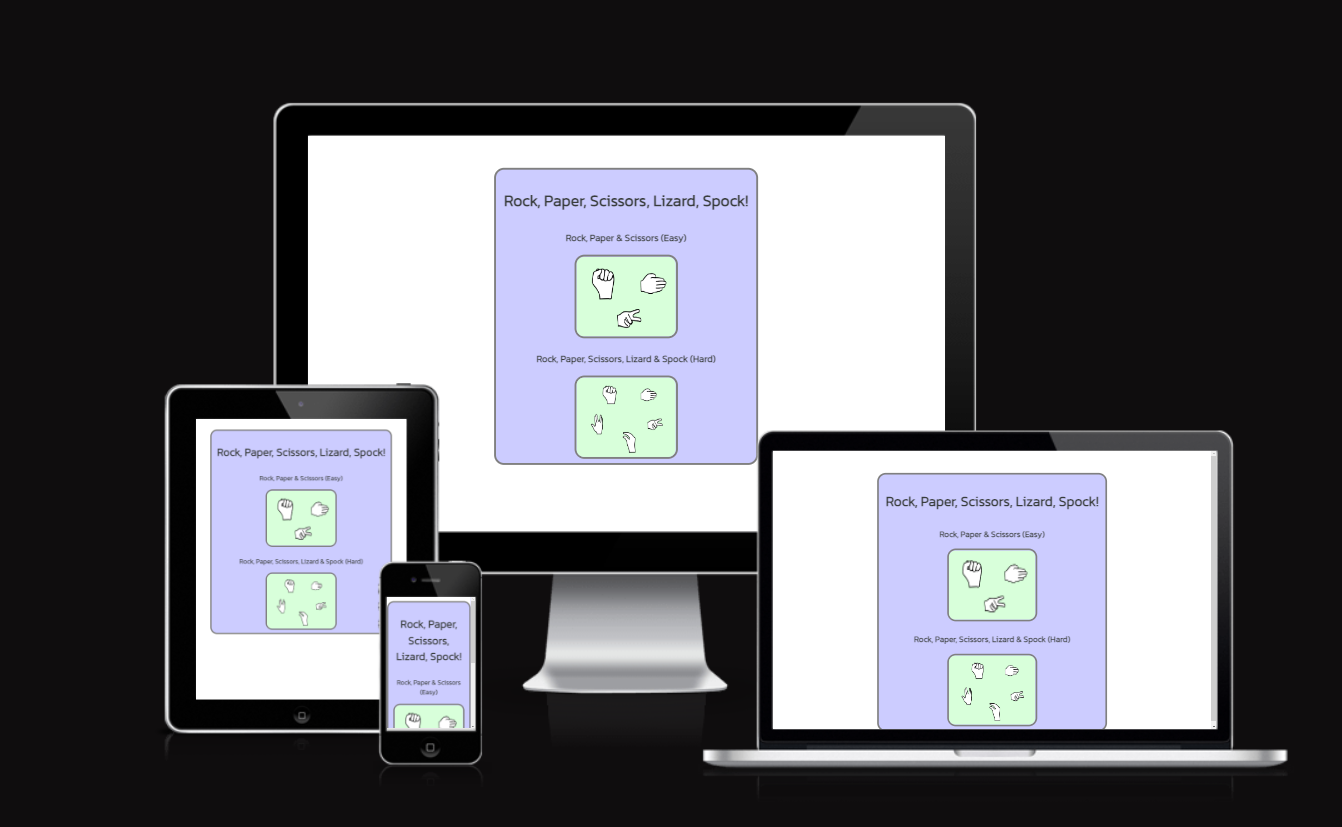 Rock, Paper, Scissors, Lizard, Spock!
Rock, Paper & Scissors (Easy)
Rock, Paper, Scissors, Lizard & Spock (Hard)
Rock, Paper, Scissors, Lizard, Spock!
Rock, Paper & Scissors (Easy)
Rock, Paper, Scissors, Lizard & Spock (Hard)
Rock, Paper,
Scissors,
Lizard, Spock!
Rock, Paper & Scissors
(Easy)
Rock, Paper, Scissors, Lizard, Spock!
Rock, Paper & Scissors (Easy)
Rock, Paper, Scissors, Lizard & Spock (Hard)